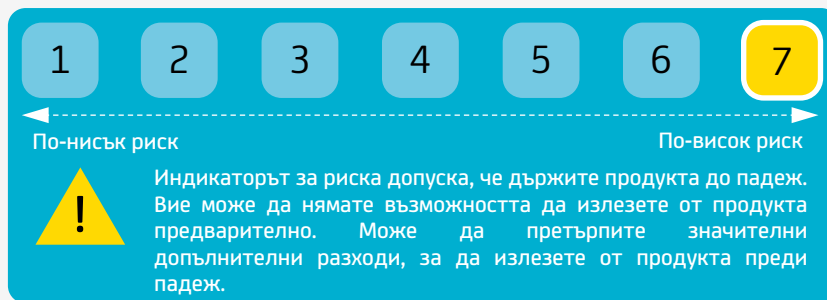 1 2 3 4 5 6 7
По-нисък риск По-висок риск
! Индикаторът за риска допуска, че държите продукта до падеж.
Вие може да нямате възможността да излезете от продукта
предварително. Може да претърпите значителни
допълнителни разходи, за да излезете от продукта преди
падеж.